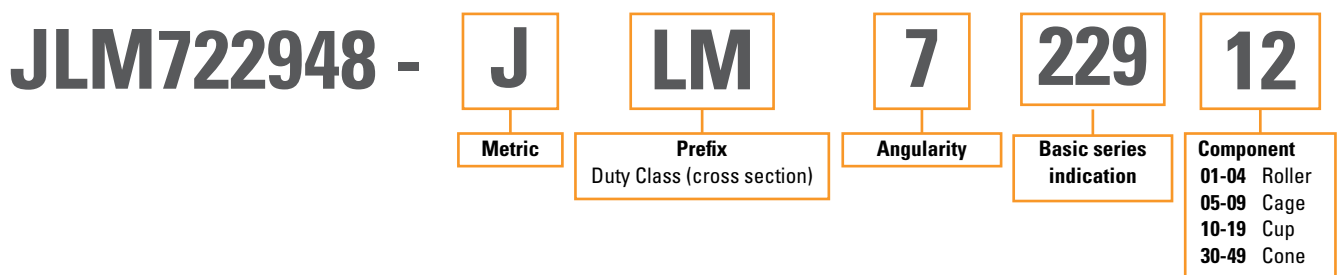 JLM722948 - J LM 7 229 12
Metric
Prefix
Duty Class (cross section)
Angularity
Basic series
indication
Component
01-04 Roller
05-09 Cage
10-19 Cup
30-49 Cone